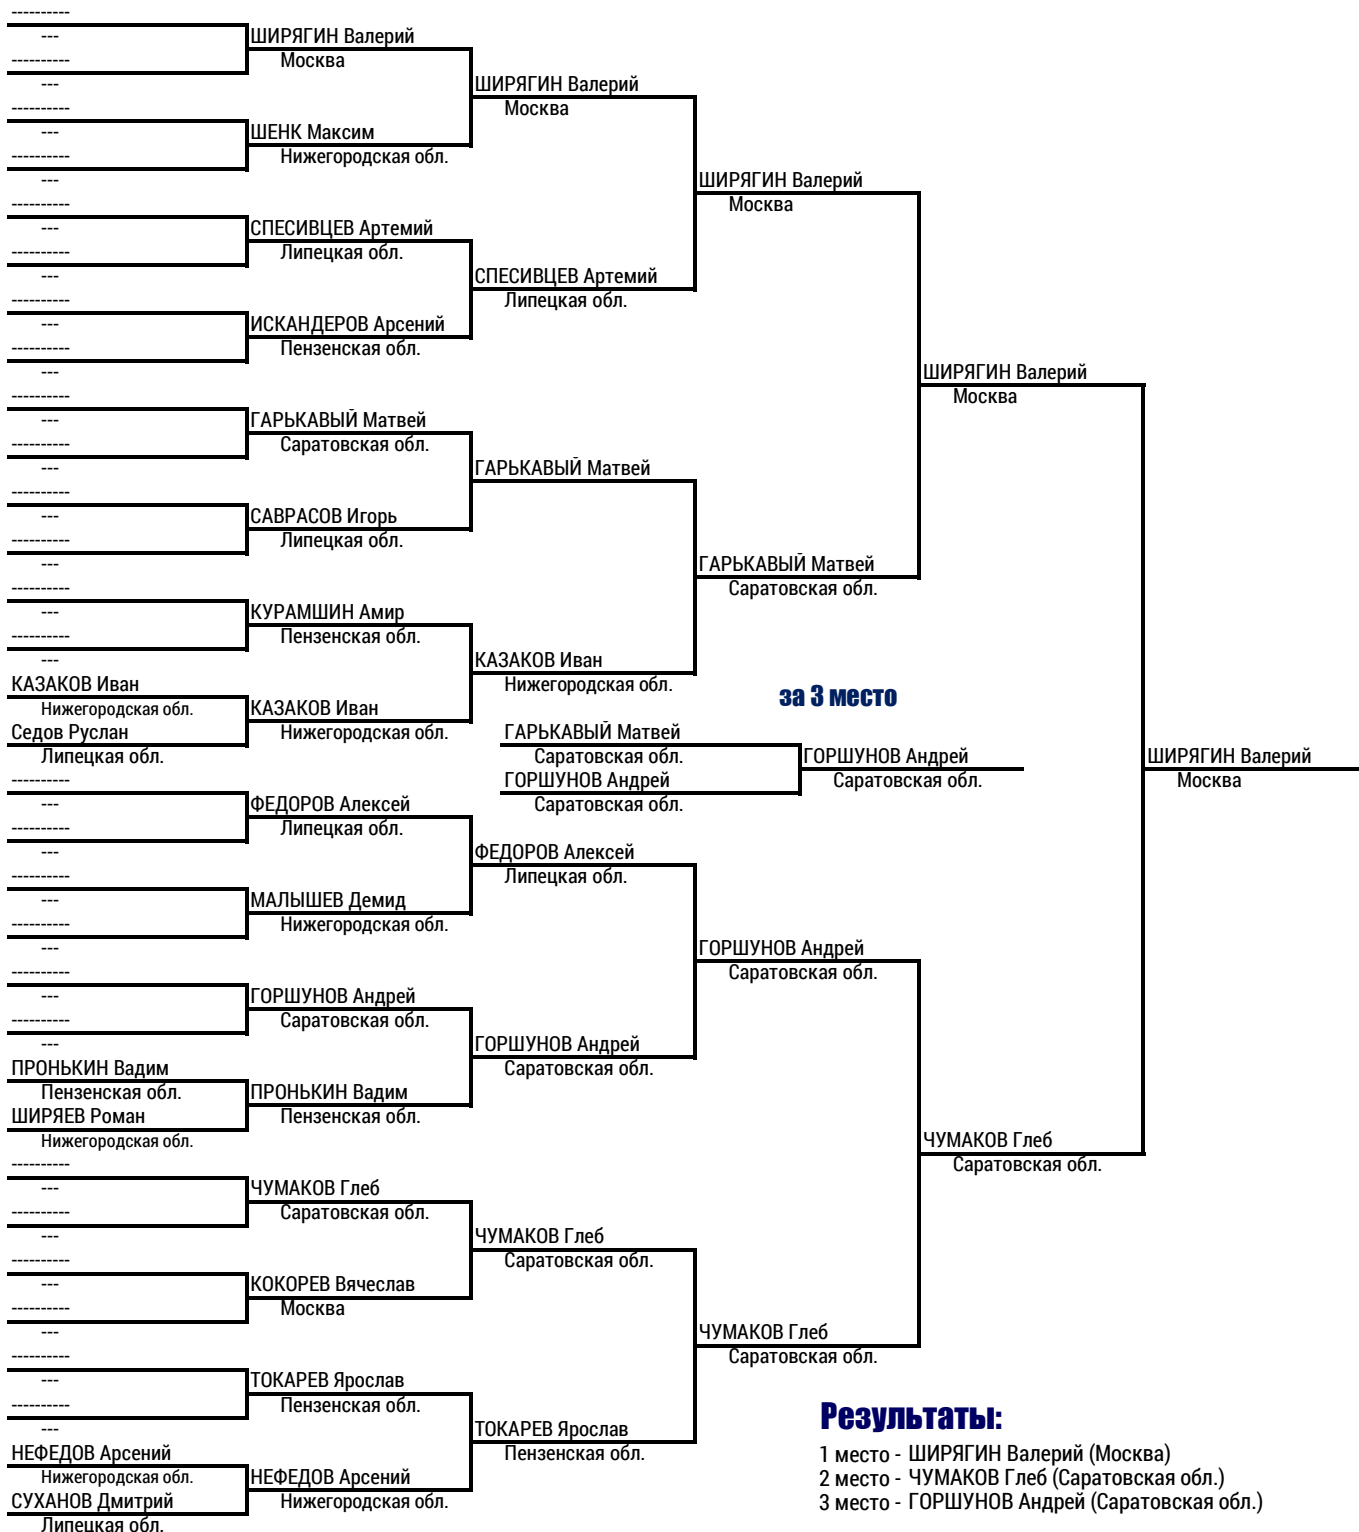 ----------
---
ШИРЯГИН Валерий
----------
Москва
---
ШИРЯГИН Валерий
----------
Москва
---
ШЕНК Максим
----------
Нижегородская обл.
---
ШИРЯГИН Валерий
----------
Москва
---
СПЕСИВЦЕВ Артемий
----------
Липецкая обл.
---
СПЕСИВЦЕВ Артемий
----------
Липецкая обл.
---
ИСКАНДЕРОВ Арсений
----------
Пензенская обл.
---
ШИРЯГИН Валерий
----------
Москва
---
ГАРЬКАВЫЙ Матвей
----------
Саратовская обл.
---
ГАРЬКАВЫЙ Матвей
----------
---
САВРАСОВ Игорь
----------
Липецкая обл.
---
ГАРЬКАВЫЙ Матвей
----------
Саратовская обл.
---
КУРАМШИН Амир
----------
Пензенская обл.
---
КАЗАКОВ Иван
КАЗАКОВ Иван
Нижегородская обл.
за 3 место
Нижегородская обл.
КАЗАКОВ Иван
Седов Руслан
Нижегородская обл.
ГАРЬКАВЫЙ Матвей
Липецкая обл.
Саратовская обл.
ГОРШУНОВ Андрей
ШИРЯГИН Валерий
----------
ГОРШУНОВ Андрей
Саратовская обл.
Москва
---
ФЕДОРОВ Алексей
Саратовская обл.
----------
Липецкая обл.
---
ФЕДОРОВ Алексей
----------
Липецкая обл.
---
МАЛЫШЕВ Демид
----------
Нижегородская обл.
---
ГОРШУНОВ Андрей
----------
Саратовская обл.
---
ГОРШУНОВ Андрей
----------
Саратовская обл.
---
ГОРШУНОВ Андрей
ПРОНЬКИН Вадим
Саратовская обл.
Пензенская обл.
ПРОНЬКИН Вадим
ШИРЯЕВ Роман
Пензенская обл.
Нижегородская обл.
ЧУМАКОВ Глеб
----------
Саратовская обл.
---
ЧУМАКОВ Глеб
----------
Саратовская обл.
---
ЧУМАКОВ Глеб
----------
Саратовская обл.
---
КОКОРЕВ Вячеслав
----------
Москва
---
ЧУМАКОВ Глеб
----------
Саратовская обл.
---
ТОКАРЕВ Ярослав
----------
Пензенская обл.
---
ТОКАРЕВ Ярослав
НЕФЕДОВ Арсений
Пензенская обл.
Нижегородская обл.
НЕФЕДОВ Арсений
СУХАНОВ Дмитрий
Нижегородская обл.
Липецкая обл.
Результаты:
1 место - ШИРЯГИН Валерий (Москва)
2 место - ЧУМАКОВ Глеб (Саратовская обл.)
3 место - ГОРШУНОВ Андрей (Саратовская обл.)